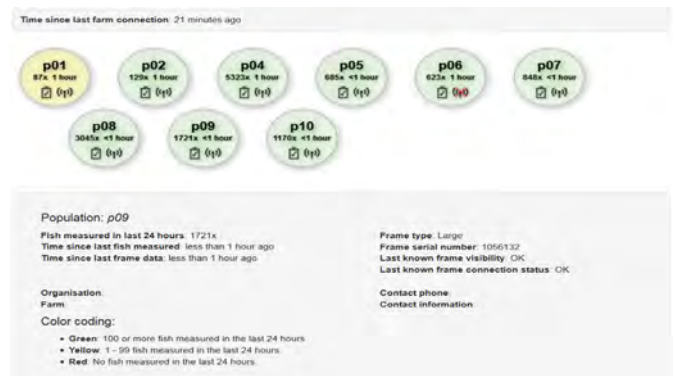 Time since last farm connection: 21 minutes ago
p01 p02 p04 p05 p06 p07
87x 1 hour 129x 1 hour 5323x 1 hour 685x <1 hour 623x 1 hour 848x <1 hour
p08 p09 p10
3045x <1 hour 1721x <1 hour 1170x <1 hour
Population: p09
Fish measured in last 24 hours: 1721x
Time since last fish measured: less than 1 hour ago
Time since last frame data: less than 1 hour ago
Frame type: Large
Frame serial number: 1056132
Last known frame visibility: OK
Last known frame connection status: OK
Organisation:
Farm:
Contact phone:
Contact information:
Color coding:
• Green: 100 or more fish measured in the last 24 hours
• Yellow: 1 - 99 fish measured in the last 24 hours.
• Red: No fish measured in the last 24 hours.